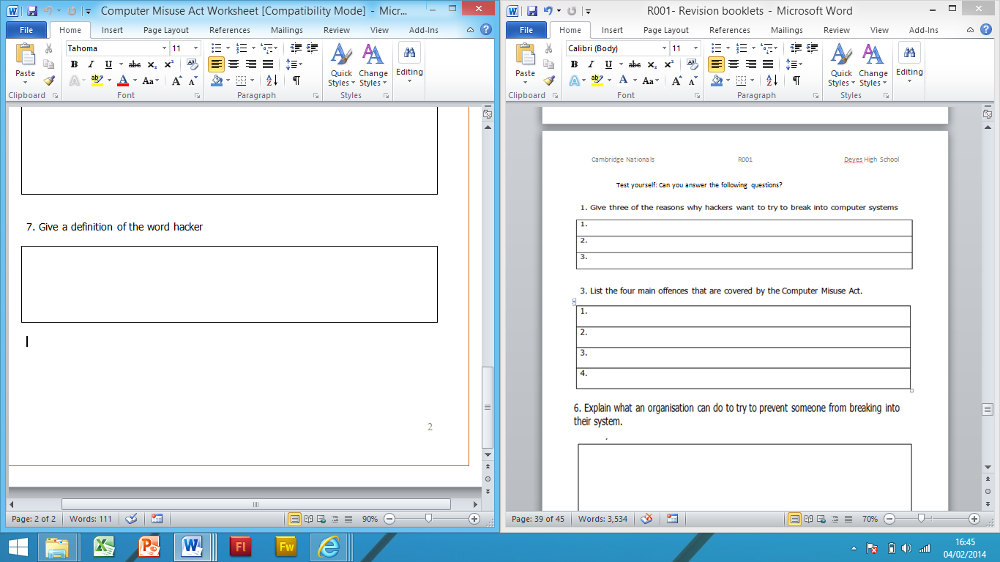 Computer Misuse Act Worksheet [Compatibility Mode] - Micr...
File Home Insert Page Layout References Mailings Review View Add-Ins
Paste
Clipboard
Tahoma 11
Font
Paragraph
Quick Styles
Change Styles
Styles
Editing
7. Give a definition of the word hacker
2
Page: 2 of 2 Words: 111 90%
R001- Revision booklets - Microsoft Word
File Home Insert Page Layout References Mailings Review View Add-Ins
Paste
Clipboard
Calibri (Body) 11
Font
Paragraph
Quick Styles
Change Styles
Styles
Editing
Cambridge Nationals R001 Deyes High School
Test yourself: Can you answer the following questions?
1. Give three of the reasons why hackers want to try to break into computer systems
1.
2.
3.
3. List the four main offences that are covered by the Computer Misuse Act.
1.
2.
3.
4.
6. Explain what an organisation can do to try to prevent someone from breaking into
their system.
Page: 39 of 45 Words: 3,534 70%
Fl Fw
16:45
04/02/2014